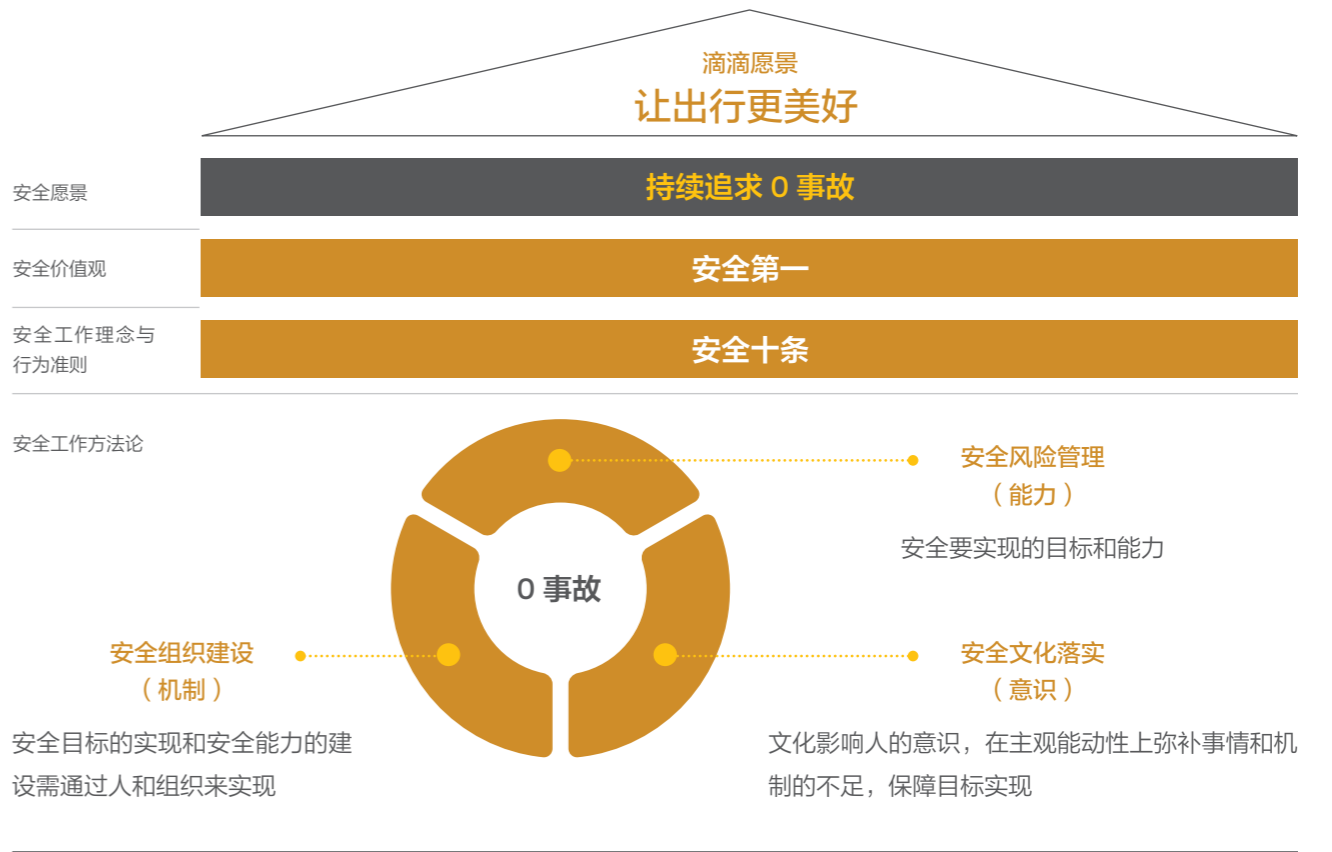 滴滴愿景
让出行更美好
安全愿景
持续追求 0 事故
安全价值观
安全第一
安全工作理念与
行为准则
安全十条
安全工作方法论
安全风险管理
（能力）
安全要实现的目标和能力
0 事故
安全组织建设
（机制）
安全目标的实现和安全能力的建
设需通过人和组织来实现
安全文化落实
（意识）
文化影响人的意识，在主观能动性上弥补事情和机
制的不足，保障目标实现